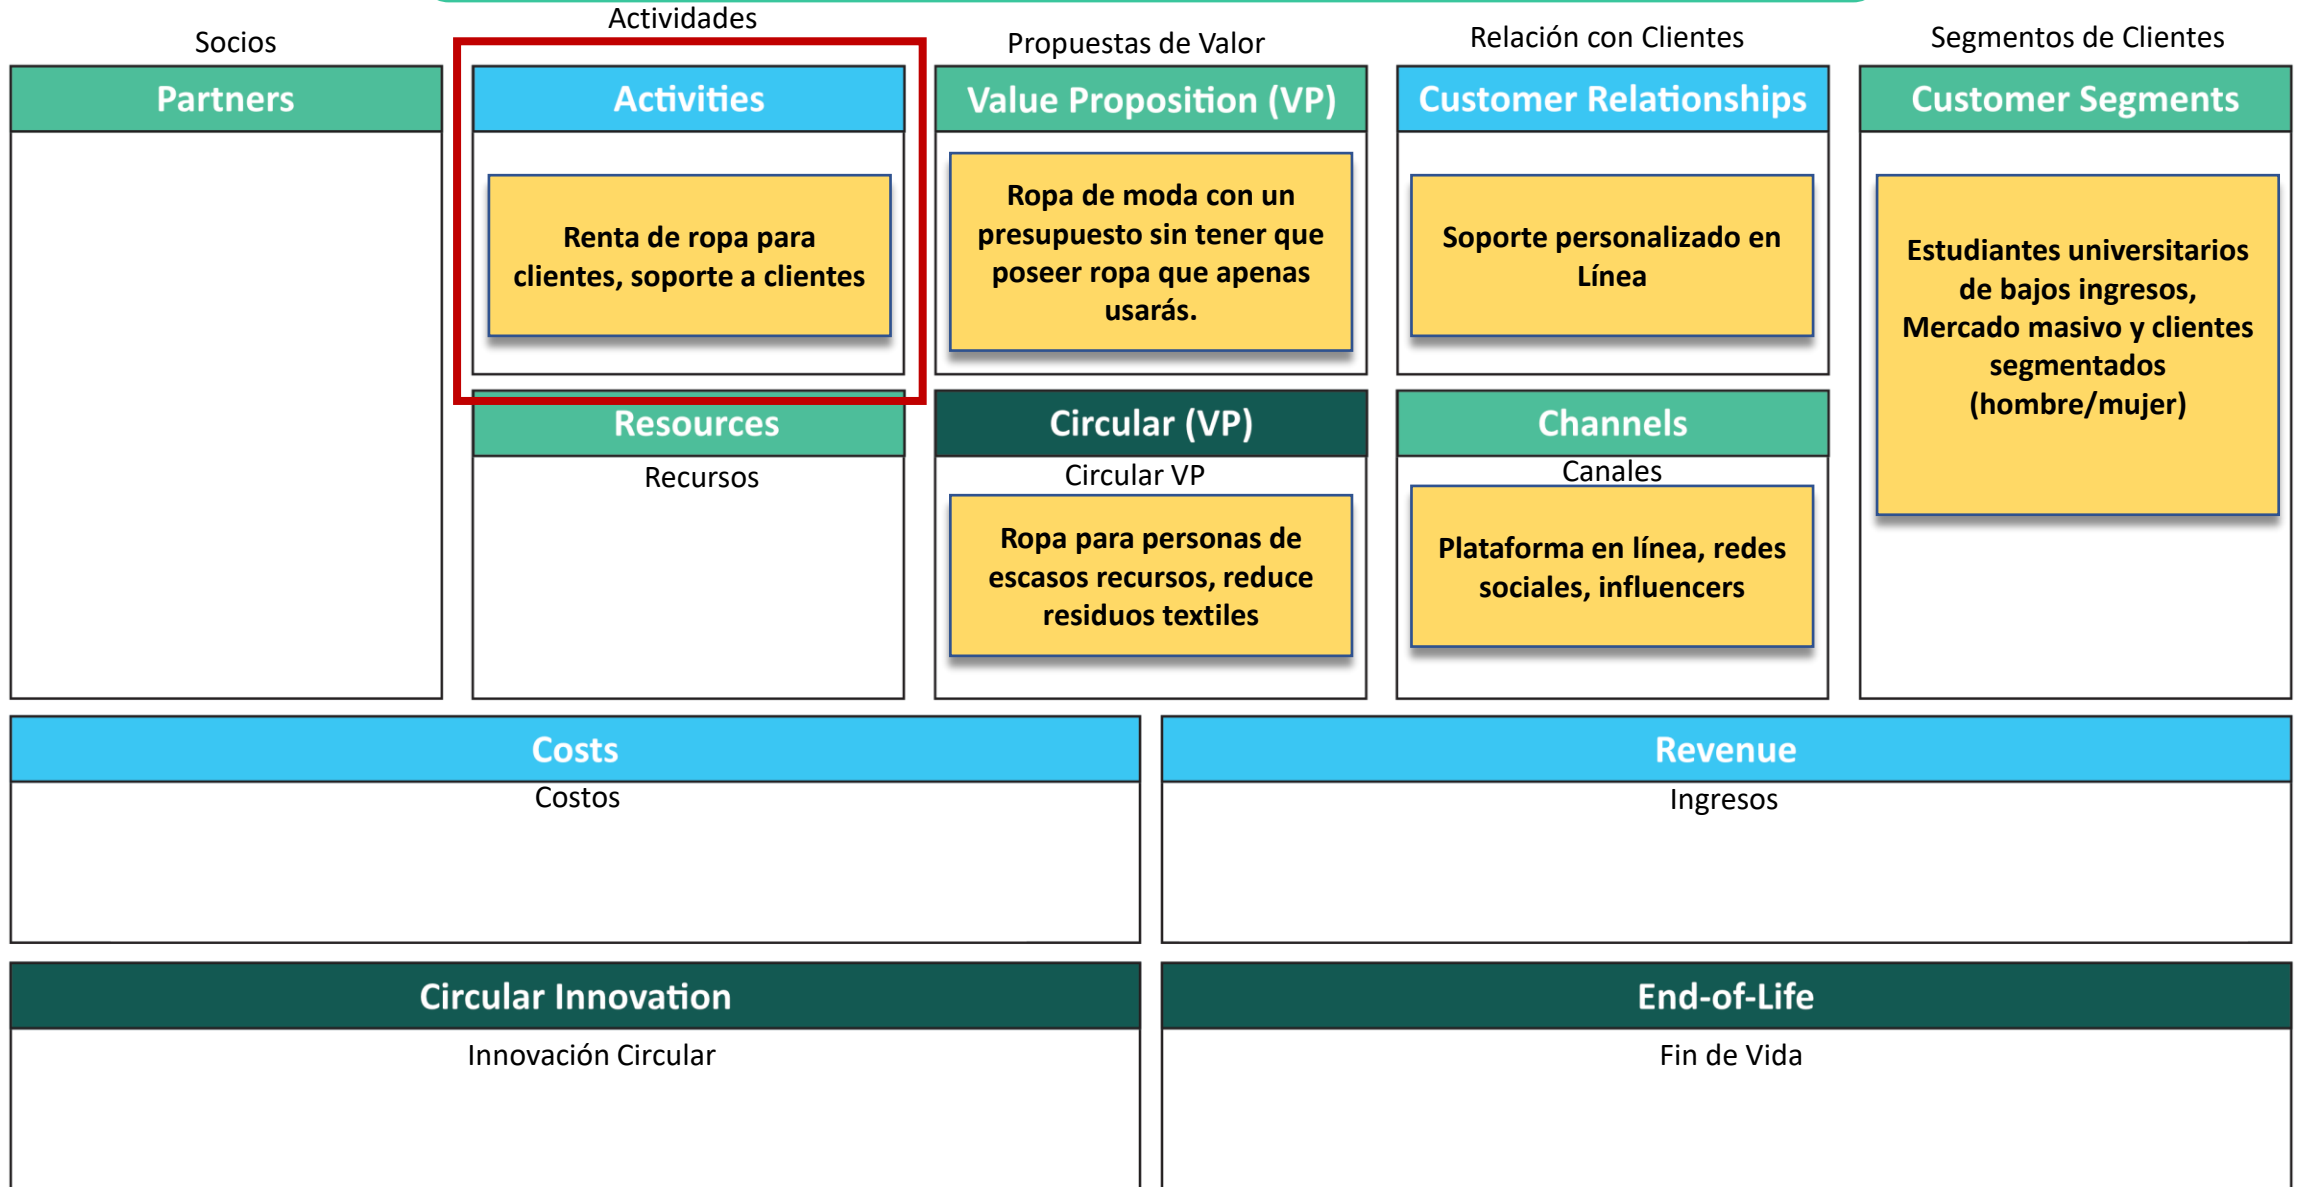 Socios
Partners
Actividades
Activities
Renta de ropa para
clientes, soporte a clientes
Resources
Recursos
Propuestas de Valor
Value Proposition (VP)
Ropa de moda con un
presupuesto sin tener que
poseer ropa que apenas
usarás.
Circular (VP)
Circular VP
Ropa para personas de
escasos recursos, reduce
residuos textiles
Relación con Clientes
Customer Relationships
Soporte personalizado en
Línea
Channels
Canales
Plataforma en línea, redes
sociales, influencers
Segmentos de Clientes
Customer Segments
Estudiantes universitarios
de bajos ingresos,
Mercado masivo y clientes
segmentados
(hombre/mujer)
Costs
Costos
Revenue
Ingresos
Circular Innovation
Innovación Circular
End-of-Life
Fin de Vida